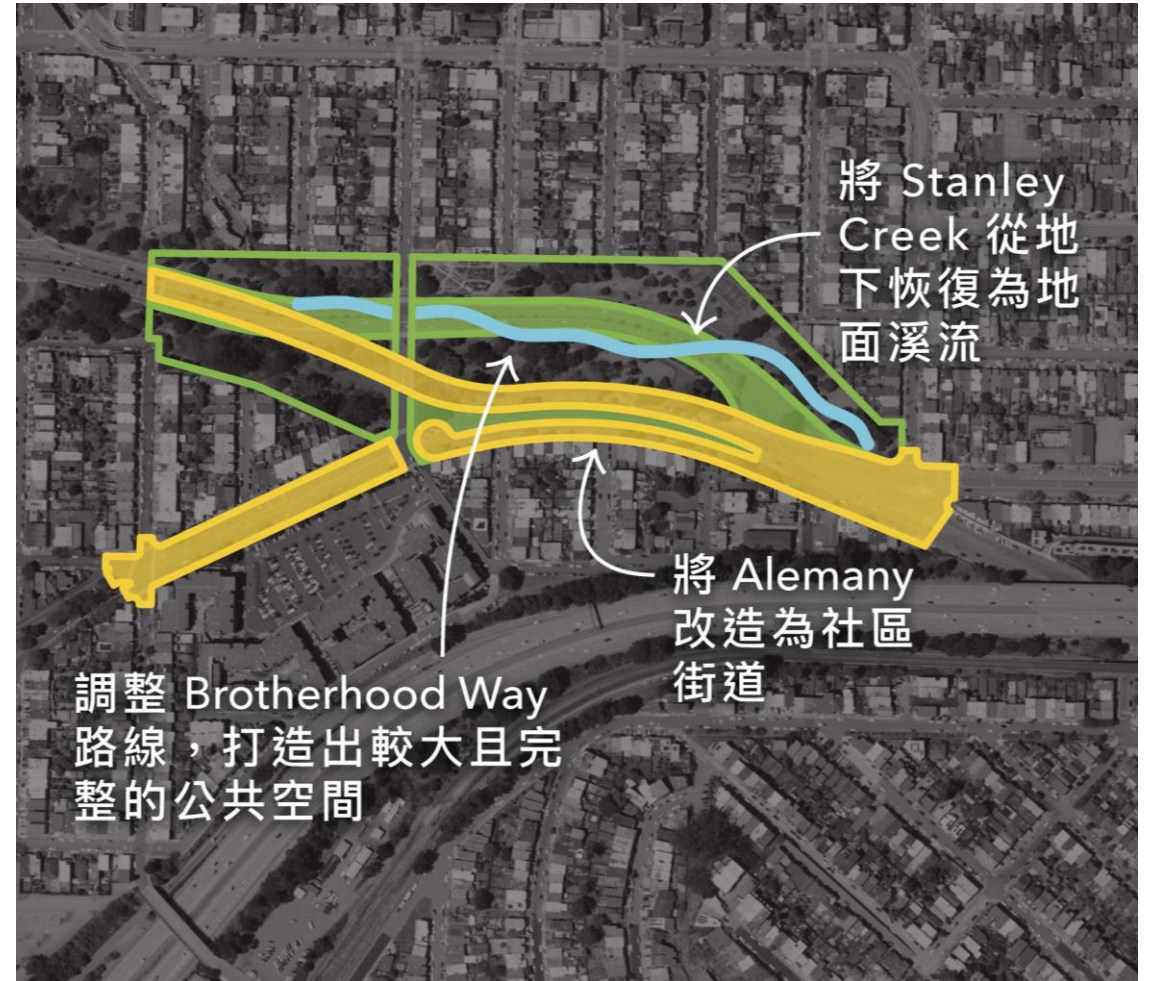 將 Stanley
Creek 從地
下恢復為地
面溪流
將 Alemany
改造為社區
街道
調整 Brotherhood Way
路線，打造出較大且完
整的公共空間